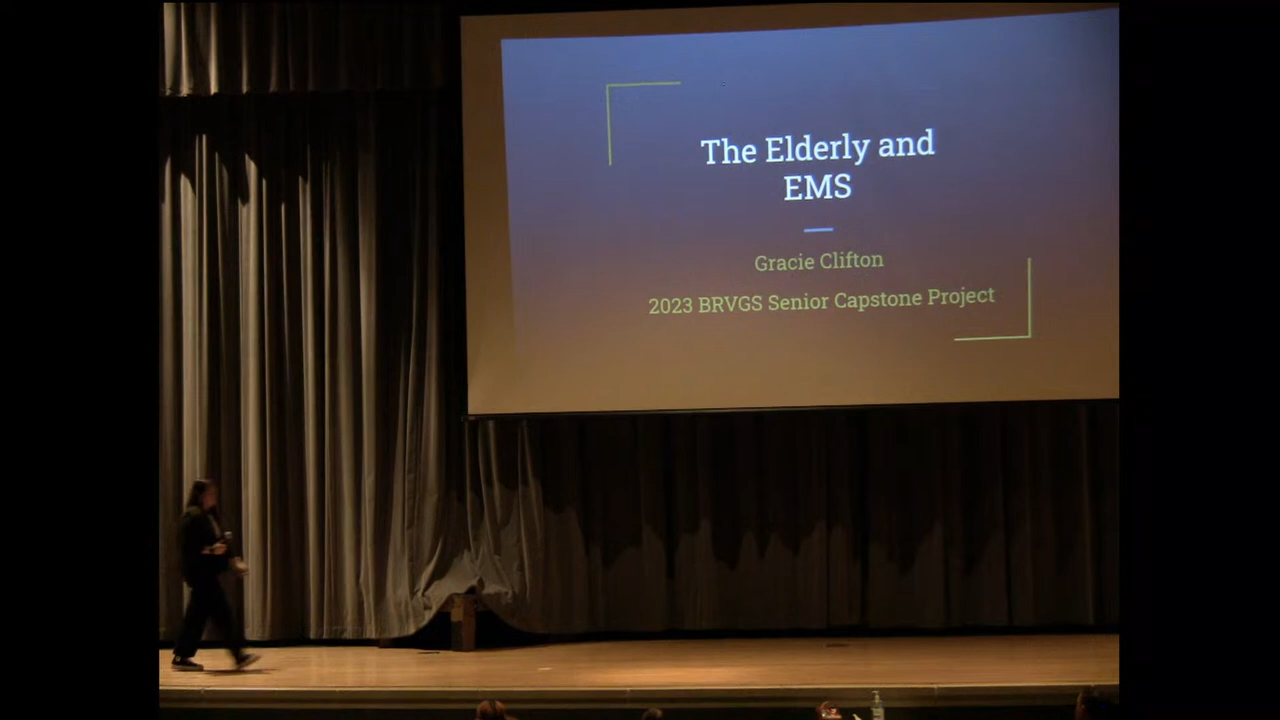 The Elderly and
EMS
Gracie Clifton
2023 BRVGS Senior Capstone Project